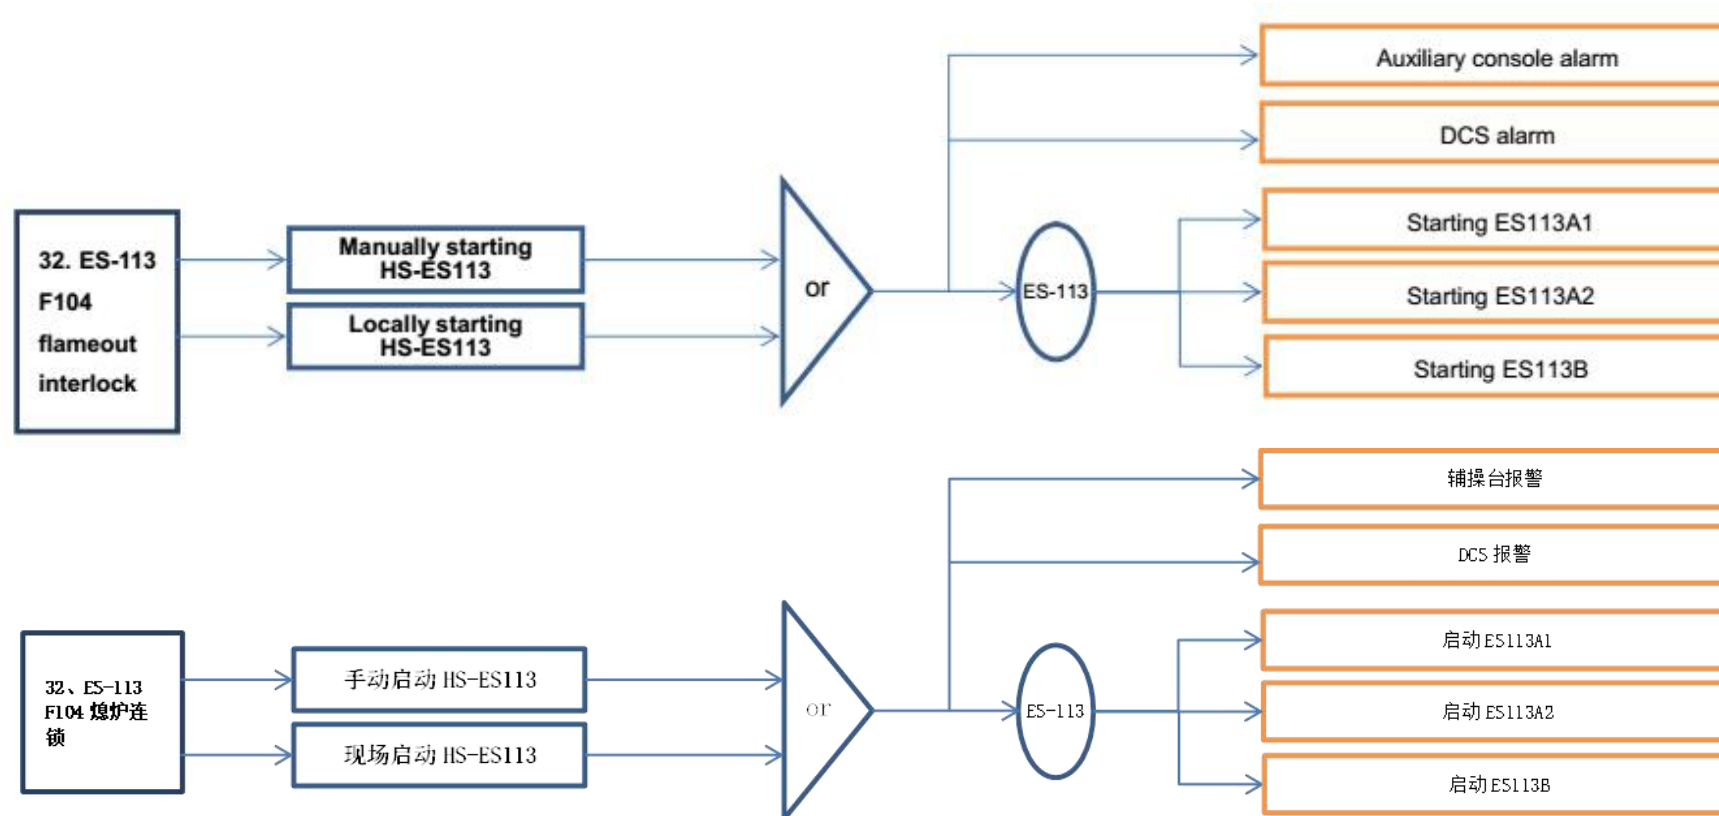 Auxiliary console alarm
DCS alarm
32. ES-113
F104
flameout
interlock
Manually starting
HS-ES113
Locally starting
HS-ES113
or
ES-113
Starting ES113A1
Starting ES113A2
Starting ES113B
辅操台报警
DCS 报警
32、ES-113
F104 熄炉连
锁
手动启动 HS-ES113
现场启动 HS-ES113
or
ES-113
启动 ES113A1
启动 ES113A2
启动 ES113B